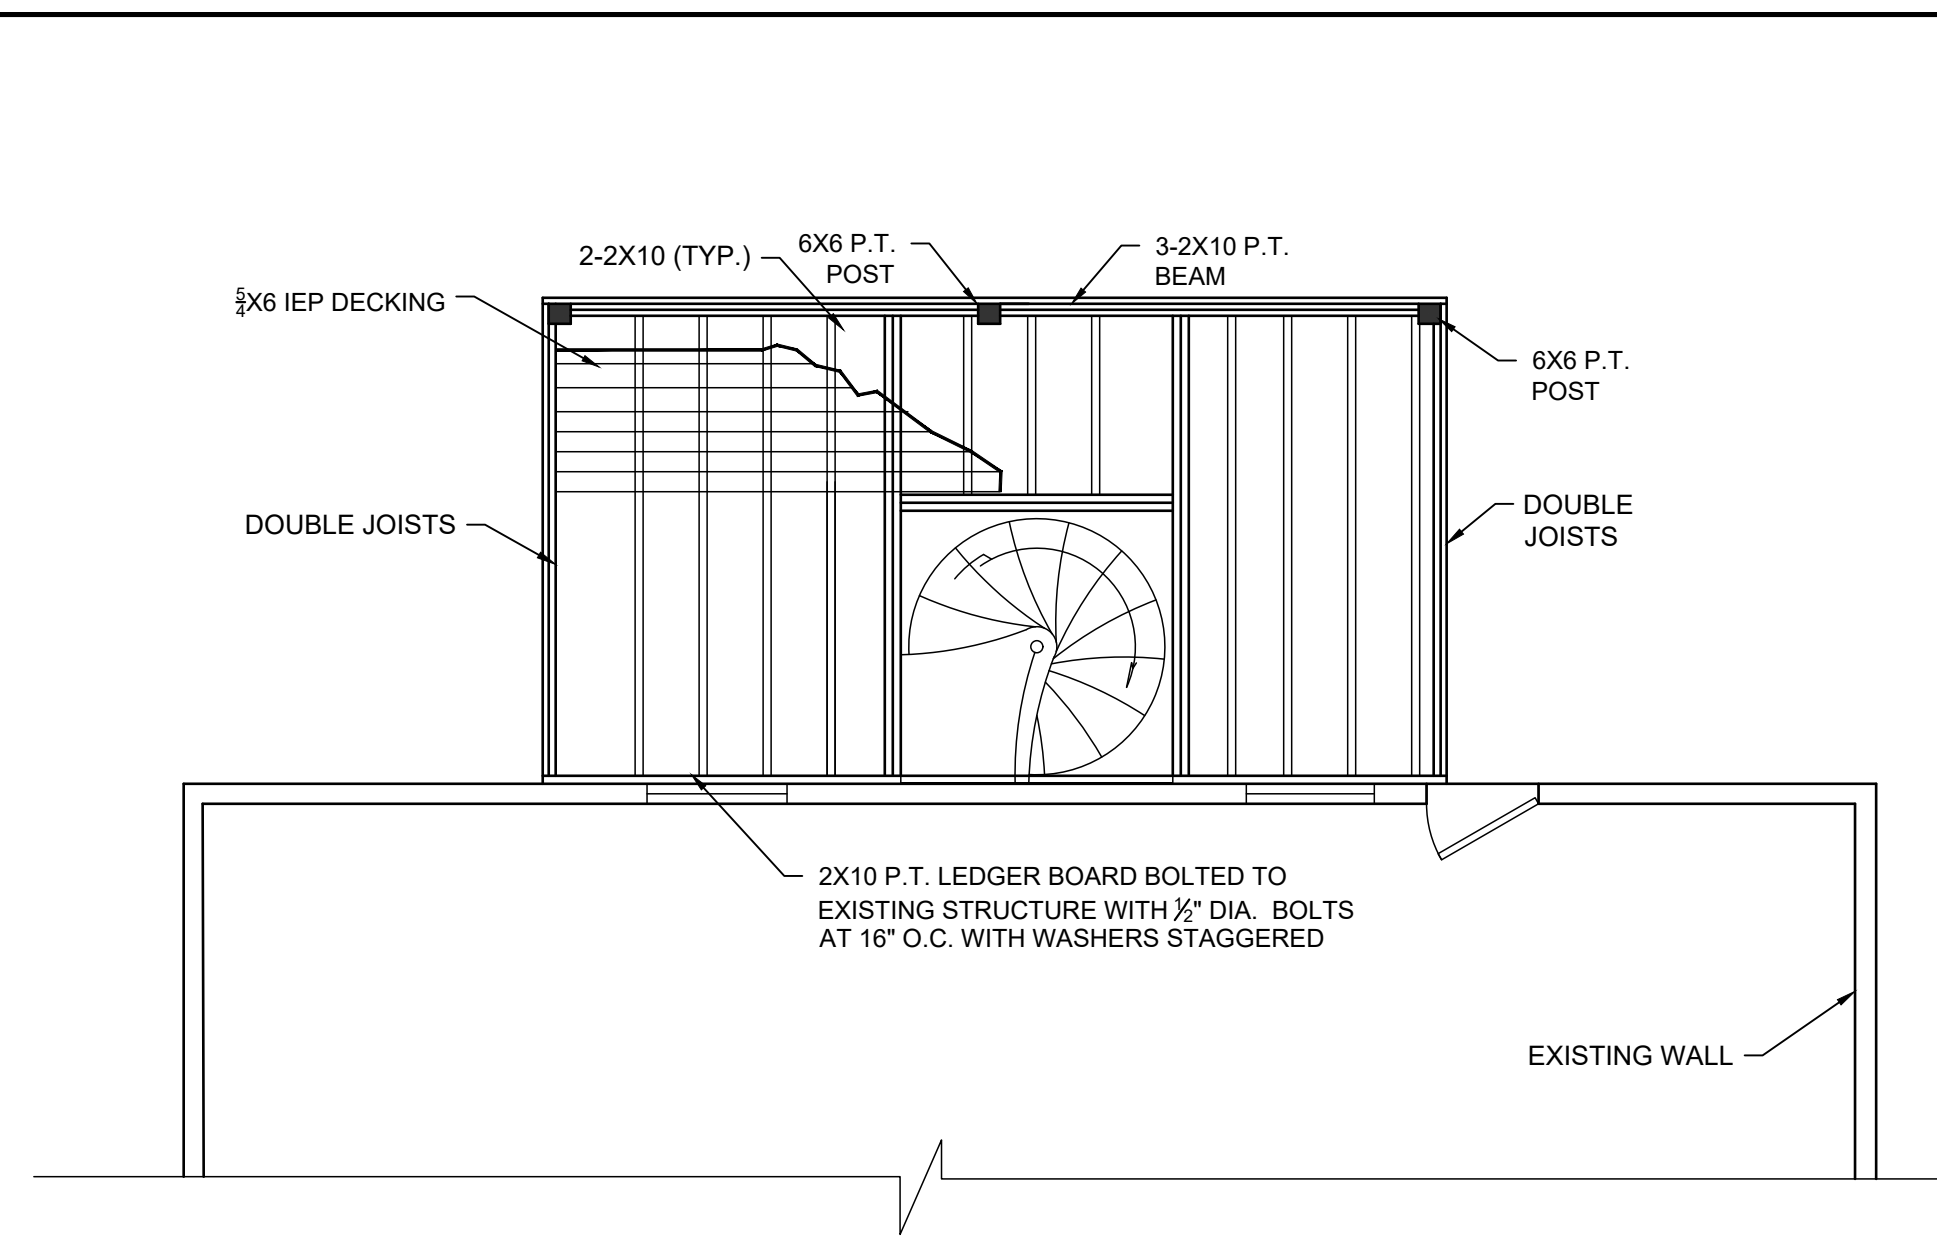 6X6 P.T.
POST
3-2X10 P.T.
BEAM
2-2X10 (TYP.)
5/4X6 IEP DECKING
6X6 P.T.
POST
DOUBLE JOISTS
DOUBLE
JOISTS
2X10 P.T. LEDGER BOARD BOLTED TO
EXISTING STRUCTURE WITH ½" DIA. BOLTS
AT 16" O.C. WITH WASHERS STAGGERED
EXISTING WALL